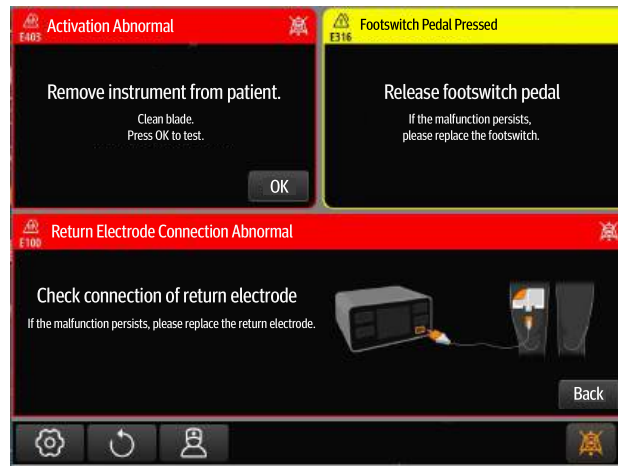 Activation Abnormal
E403
Remove instrument from patient.
Clean blade.
Press OK to test.
OK
Footswitch Pedal Pressed
E316
Release footswitch pedal
If the malfunction persists,
please replace the footswitch.
Return Electrode Connection Abnormal
E100
Check connection of return electrode
If the malfunction persists, please replace the return electrode.
Back